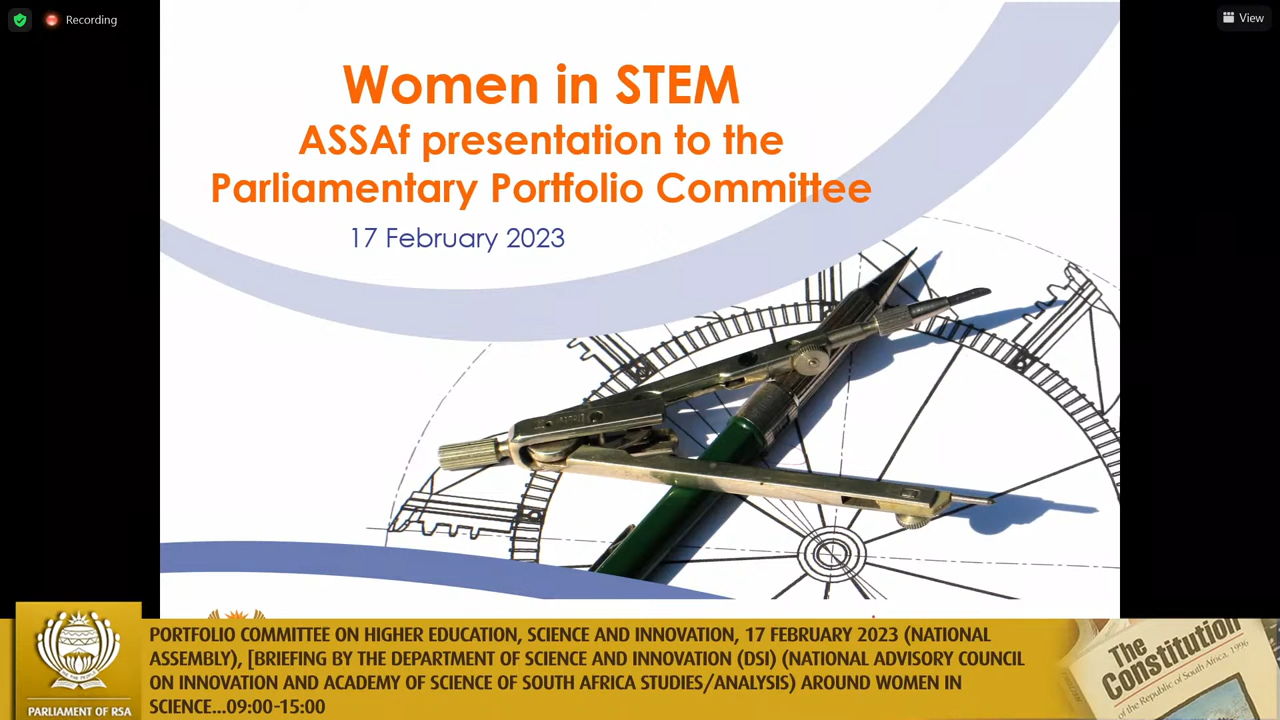 Recording
View
Women in STEM
ASSAf presentation to the
Parliamentary Portfolio Committee
17 February 2023
PORTFOLIO COMMITTEE ON HIGHER EDUCATION, SCIENCE AND INNOVATION, 17 FEBRUARY 2023 (NATIONAL
ASSEMBLY), [BRIEFING BY THE DEPARTMENT OF SCIENCE AND INNOVATION (DSI) (NATIONAL ADVISORY COUNCIL
ON INNOVATION AND ACADEMY OF SCIENCE OF SOUTH AFRICA STUDIES/ANALYSIS) AROUND WOMEN IN
SCIENCE...09:00-15:00
PARLIAMENT OF RSA
The
Constitution
of the Republic of South Africa, 1996